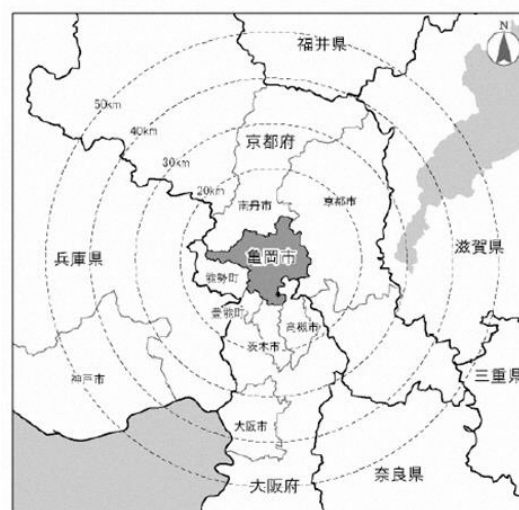 N
福井県
50km
40km
京都府
30km
20km
南丹市
京都市
兵庫県
亀岡市
滋賀県
能勢町
豊能町
高槻市
茨木市
神戸市
三重県
大阪市
奈良県
大阪府